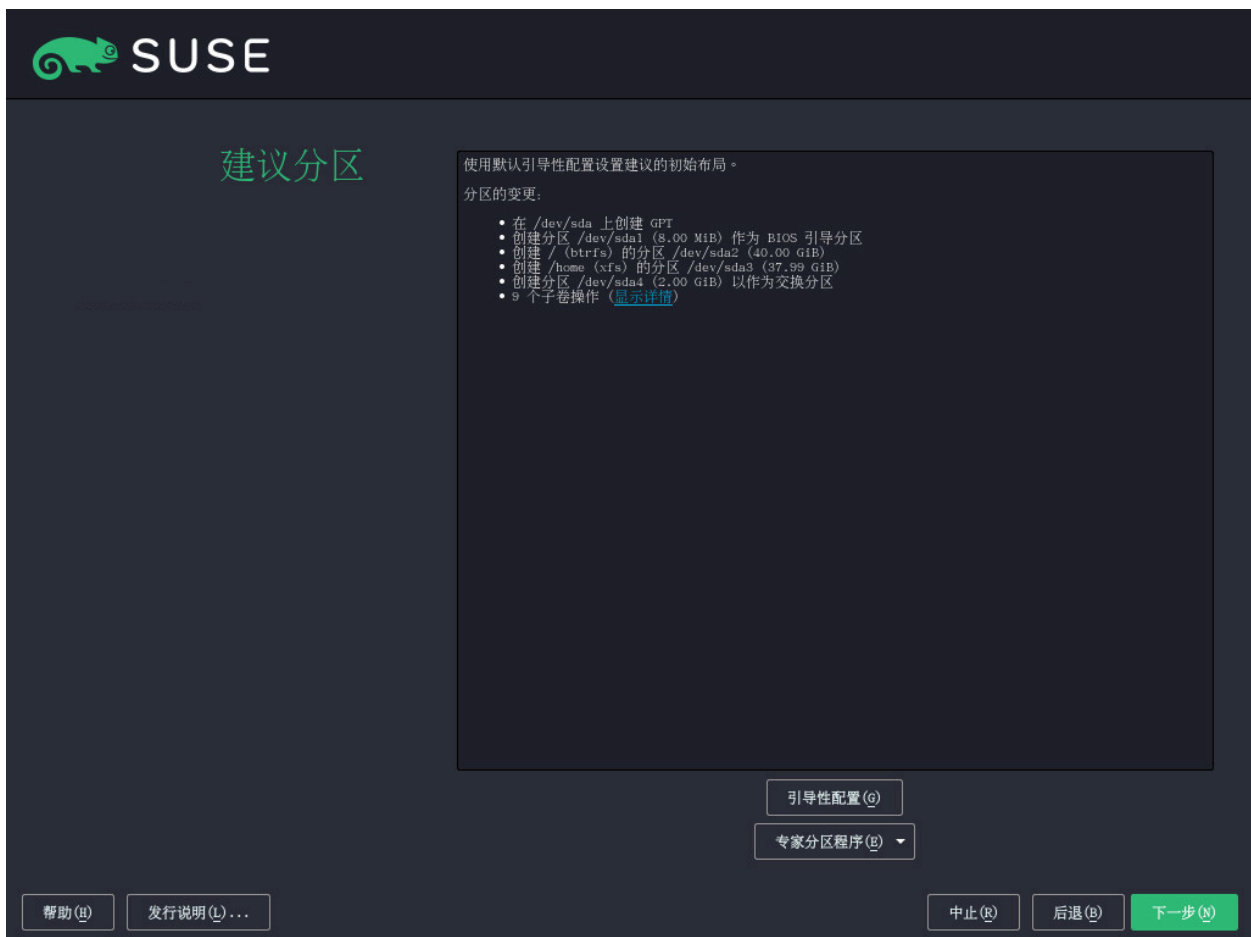 SUSE
建议分区
使用默认引导性配置设置建议的初始布局。
分区的变更:
• 在 /dev/sda 上创建 GPT
• 创建分区 /dev/sda1 (8.00 MiB) 作为 BIOS 引导分区
• 创建 / (btrfs) 的分区 /dev/sda2 (40.00 GiB)
• 创建 /home (xfs) 的分区 /dev/sda3 (37.99 GiB)
• 创建分区 /dev/sda4 (2.00 GiB) 以作为交换分区
• 9 个子卷操作 (显示详情)
引导性配置(G)
专家分区程序(E)
帮助(H) 发行说明(L)... 中止(R) 后退(B) 下一步(N)